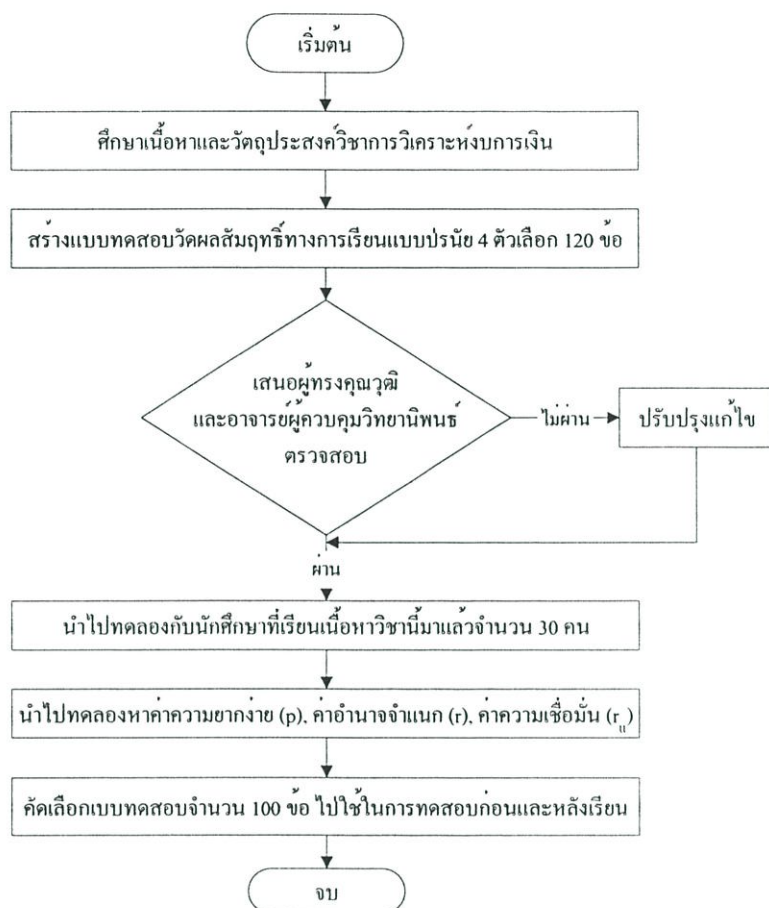 เริ่มต้น
ศึกษาเนื้อหาและวัตถุประสงค์วิชาการวิเคราะห์งบการเงิน
สร้างแบบทดสอบวัดผลสัมฤทธิ์ทางการเรียนแบบปรนัย 4 ตัวเลือก 120 ข้อ
เสนอผู้ทรงคุณวุฒิ
และอาจารย์ผู้ควบคุมวิทยานิพนธ์
ตรวจสอบ
ไม่ผ่าน
ปรับปรุงแก้ไข
ผ่าน
นำไปทดลองกับนักศึกษาที่เรียนเนื้อหาวิชานี้มาแล้วจำนวน 30 คน
นำไปทดลองหาค่าความยากง่าย (p), ค่าอำนาจจำแนก (r), ค่าความเชื่อมั่น (r_tt)
คัดเลือกเบบทดสอบจำนวน 100 ข้อ ไปใช้ในการทดสอบก่อนและหลังเรียน
จบ